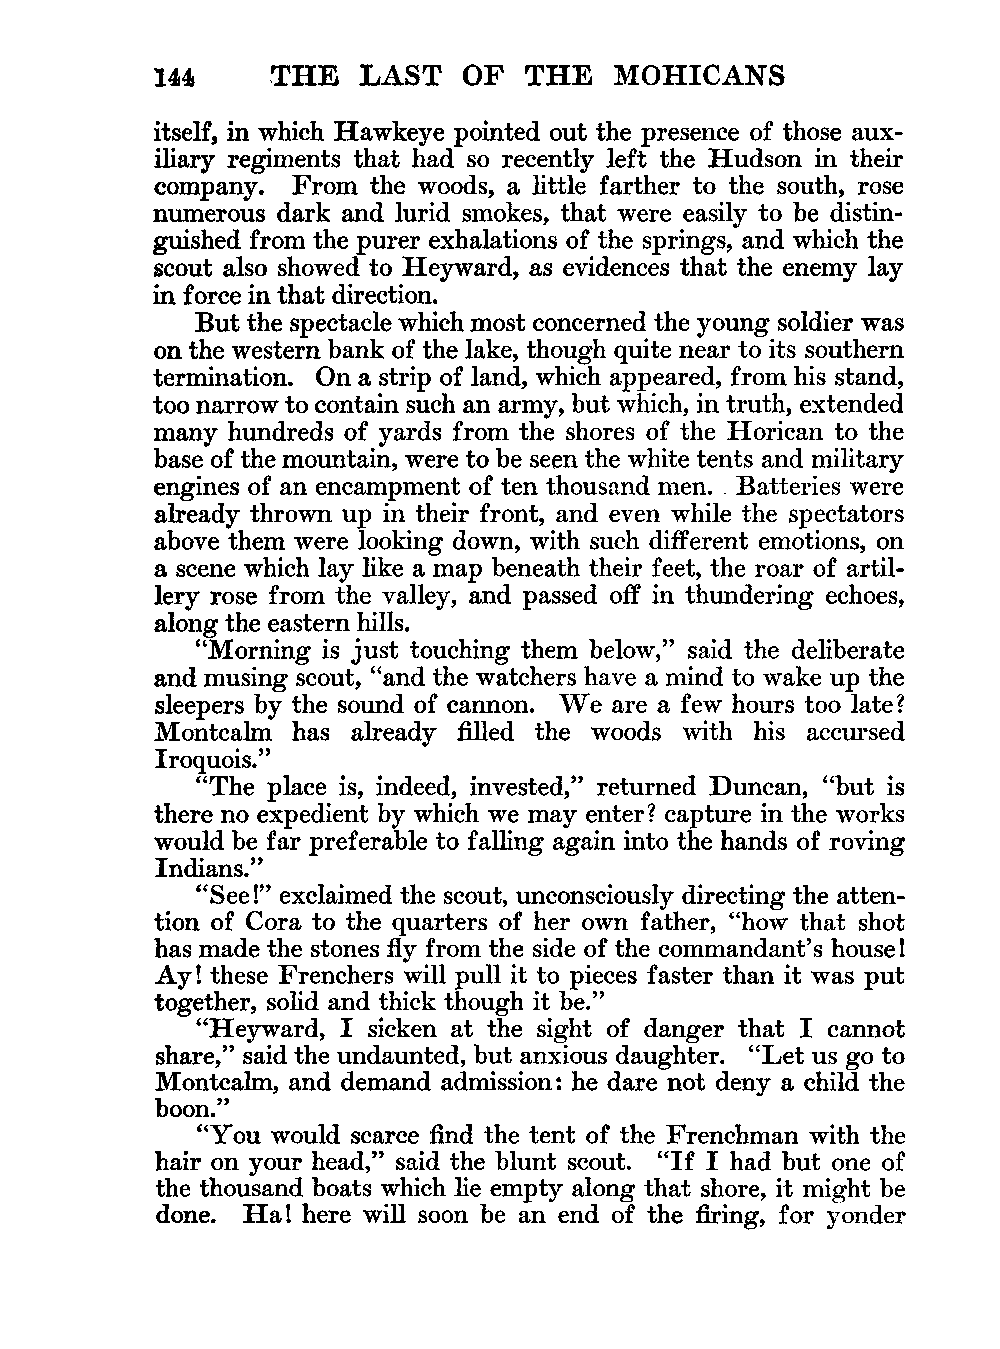 144 THE LAST OF THE MOHICANS
itself, in which Hawkeye pointed out the presence of those aux-
iliary regiments that had so recently left the Hudson in their
company. From the woods, a little farther to the south, rose
numerous dark and lurid smokes, that were easily to be distin-
guished from the purer exhalations of the springs, and which the
scout also showed to Heyward, as evidences that the enemy lay
in force in that direction.
But the spectacle which most concerned the young soldier was
on the western bank of the lake, though quite near to its southern
termination. On a strip of land, which appeared, from his stand,
too narrow to contain such an army, but which, in truth, extended
many hundreds of yards from the shores of the Horican to the
base of the mountain, were to be seen the white tents and military
engines of an encampment of ten thousand men. Batteries were
already thrown up in their front, and even while the spectators
above them were looking down, with such different emotions, on
a scene which lay like a map beneath their feet, the roar of artil-
lery rose from the valley, and passed off in thundering echoes,
along the eastern hills.
"Morning is just touching them below," said the deliberate
and musing scout, "and the watchers have a mind to wake up the
sleepers by the sound of cannon. We are a few hours too late?
Montcalm has already filled the woods with his accursed
Iroquois."
"The place is, indeed, invested," returned Duncan, "but is
there no expedient by which we may enter? capture in the works
would be far preferable to falling again into the hands of roving
Indians."
"See!" exclaimed the scout, unconsciously directing the atten-
tion of Cora to the quarters of her own father, "how that shot
has made the stones fly from the side of the commandant's house!
Ay! these Frenchers will pull it to pieces faster than it was put
together, solid and thick though it be."
"Heyward, I sicken at the sight of danger that I cannot
share," said the undaunted, but anxious daughter. "Let us go to
Montcalm, and demand admission: he dare not deny a child the
boon."
"You would scarce find the tent of the Frenchman with the
hair on your head," said the blunt scout. "If I had but one of
the thousand boats which lie empty along that shore, it might be
done. Ha! here will soon be an end of the firing, for yonder